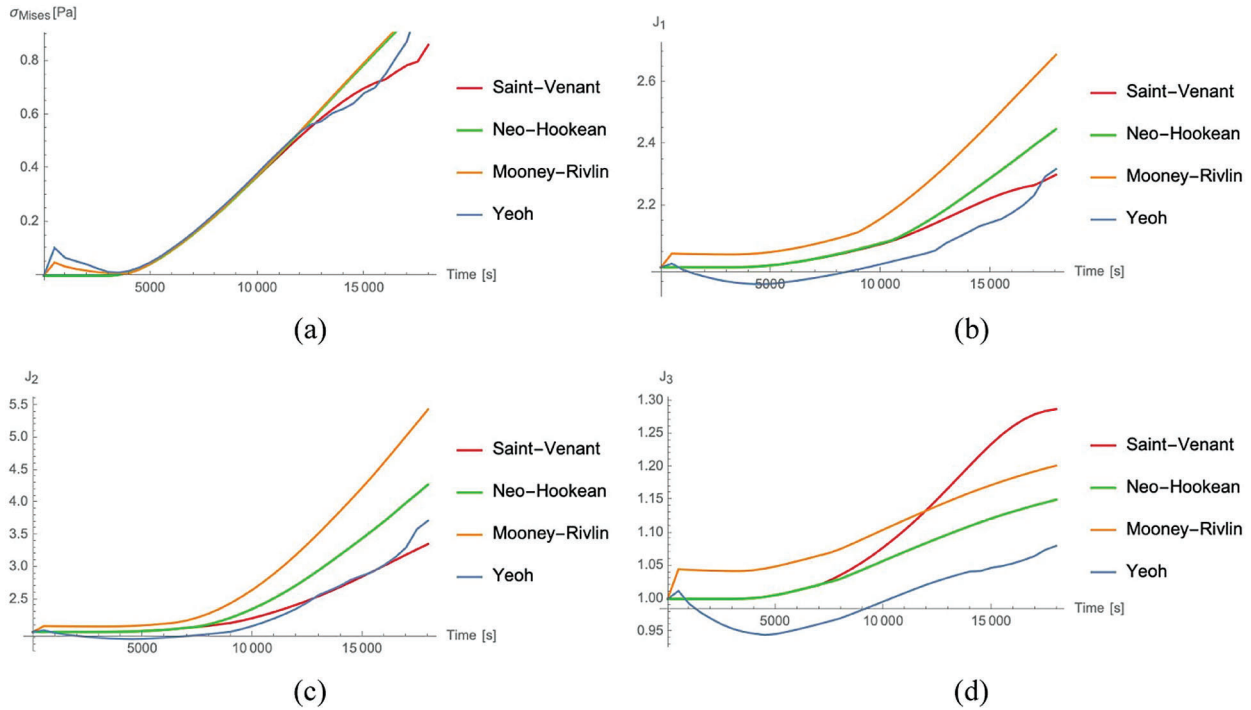 σMises [Pa]
0.8
0.6
0.4
0.2
5000 10 000 15 000
Time [s]
Saint-Venant
Neo-Hookean
Mooney-Rivlin
Yeoh
(a)
J1
2.6
2.4
2.2
5000 10 000 15 000
Time [s]
Saint-Venant
Neo-Hookean
Mooney-Rivlin
Yeoh
(b)
J2
5.5
5.0
4.5
4.0
3.5
3.0
2.5
5000 10 000 15 000
Time [s]
Saint-Venant
Neo-Hookean
Mooney-Rivlin
Yeoh
(c)
J3
1.30
1.25
1.20
1.15
1.10
1.05
1.00
0.95
5000 10 000 15 000
Time [s]
Saint-Venant
Neo-Hookean
Mooney-Rivlin
Yeoh
(d)